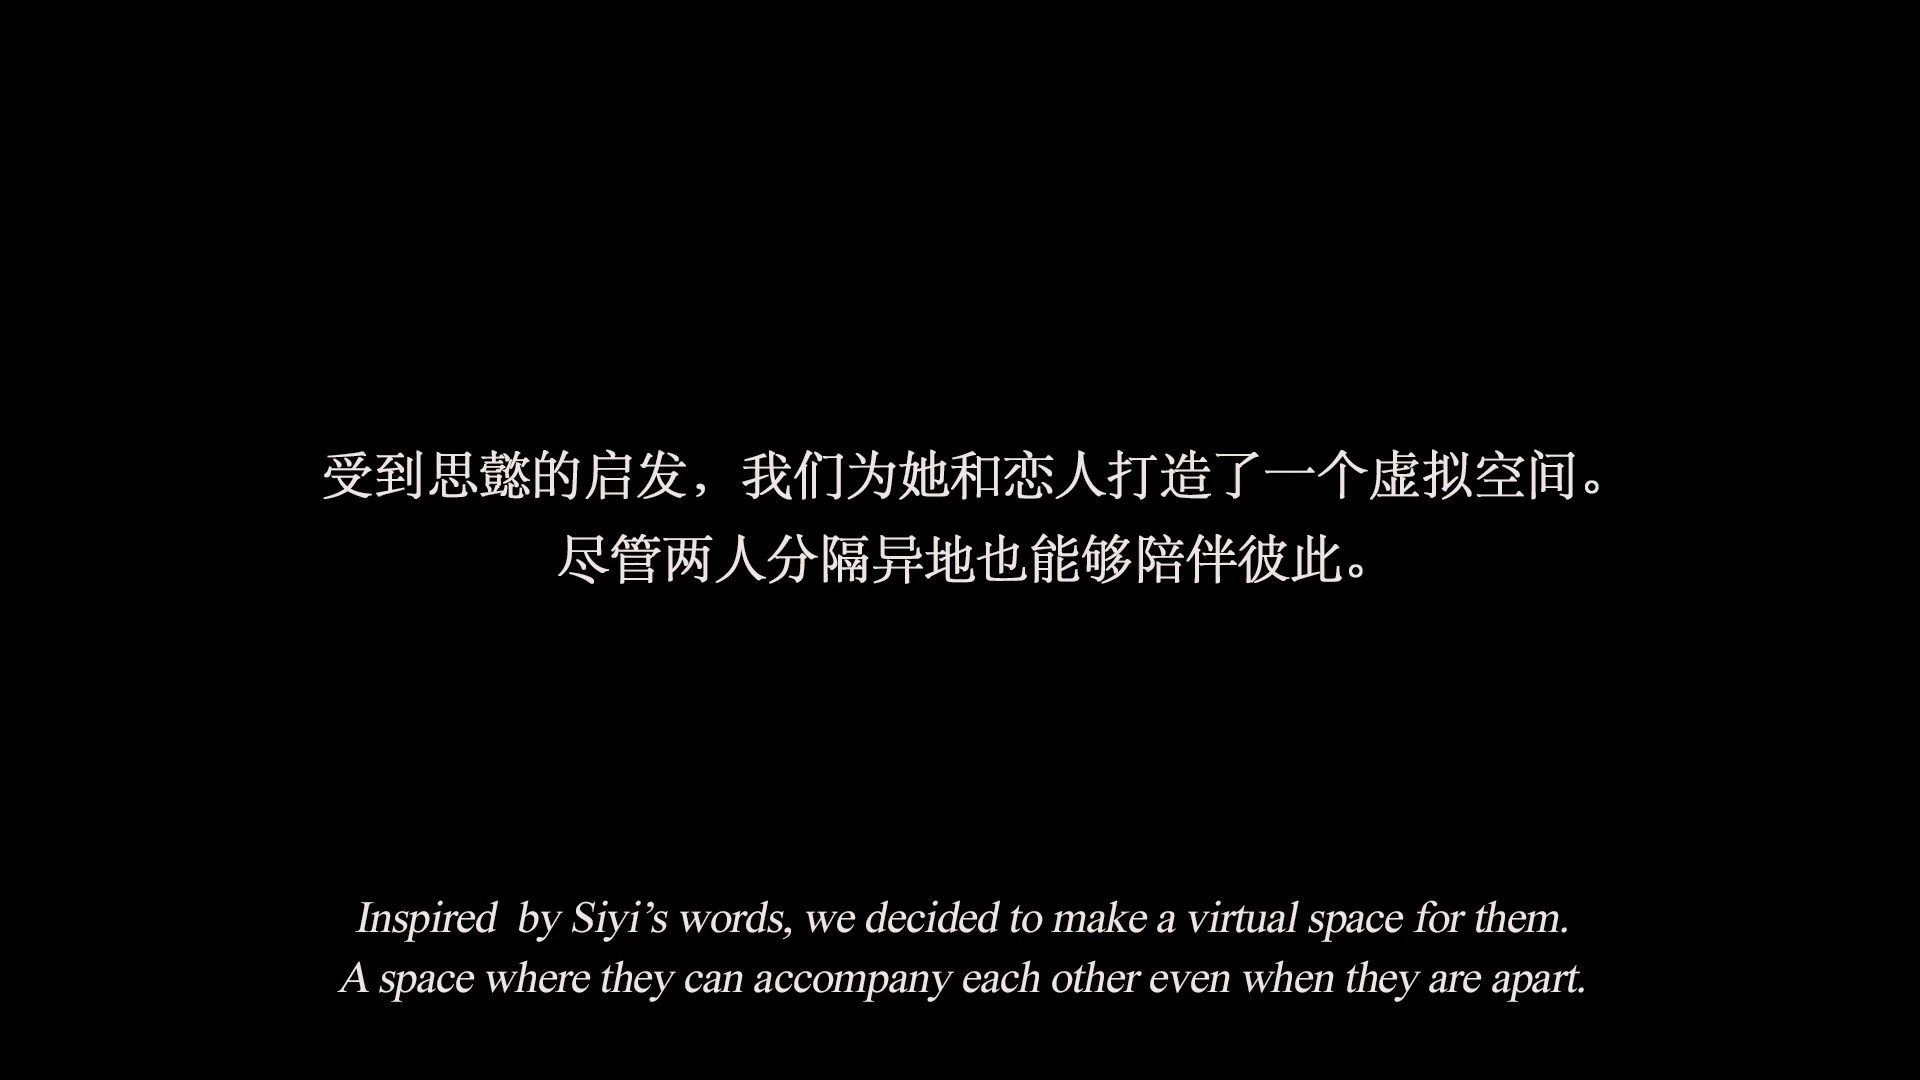 受到思懿的启发，我们为她和恋人打造了一个虚拟空间。
尽管两人分隔异地也能够陪伴彼此。
Inspired  by Siyi’s words, we decided to make a virtual space for them.
A space where they can accompany each other even when they are apart.